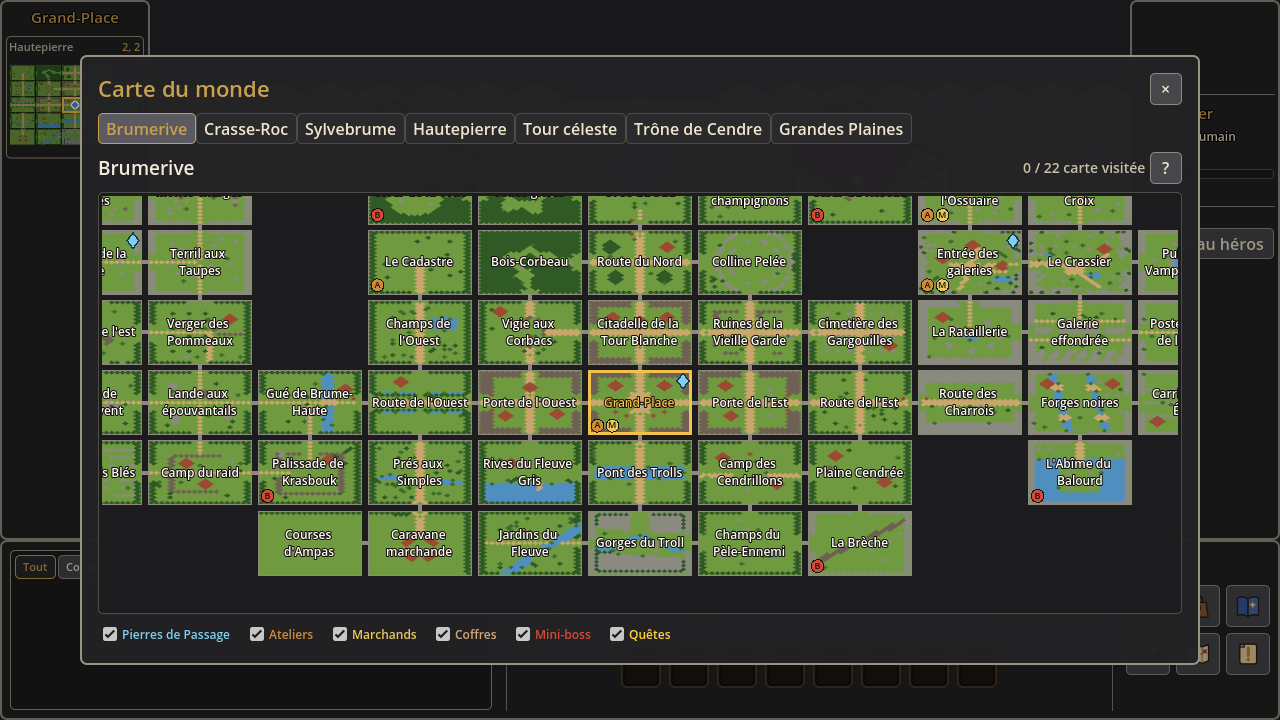 Grand-Place
Hautepierre 2, 2
Carte du monde
×
Brumerive Crasse-Roc Sylvebrume Hautepierre Tour céleste Trône de Cendre Grandes Plaines
Brumerive
0 / 22 carte visitée ?
champignons
l'Ossuaire
Croix
B
B
A M
de la
Terril aux
Taupes
Le Cadastre
A
Bois-Corbeau
Route du Nord
Colline Pelée
Entrée des
galeries
A M
Le Crassier
Verger des
Pommeaux
Champs de
l'Ouest
Vigie aux
Corbacs
Citadelle de la
Tour Blanche
Ruines de la
Vieille Garde
Cimetière des
Gargouilles
La Rataillerie
Galerie
effondrée
Lande aux
épouvantails
Gué de Brume-
Haute
Route de l'Ouest
Porte de l'Ouest
Grand-Place
A M
Porte de l'Est
Route de l'Est
Route des
Charrois
Forges noires
s Blés
Camp du raid
Palissade de
Krasbouk
B
Prés aux
Simples
Rives du Fleuve
Gris
Pont des Trolls
Camp des
Cendrillons
Plaine Cendrée
L'Abîme du
Balourd
B
Courses
d'Ampas
Caravane
marchande
Jardins du
Fleuve
Gorges du Troll
Champs du
Pèle-Ennemi
La Brèche
B
Pierres de Passage Ateliers Marchands Coffres Mini-boss Quêtes
Tout
au héros